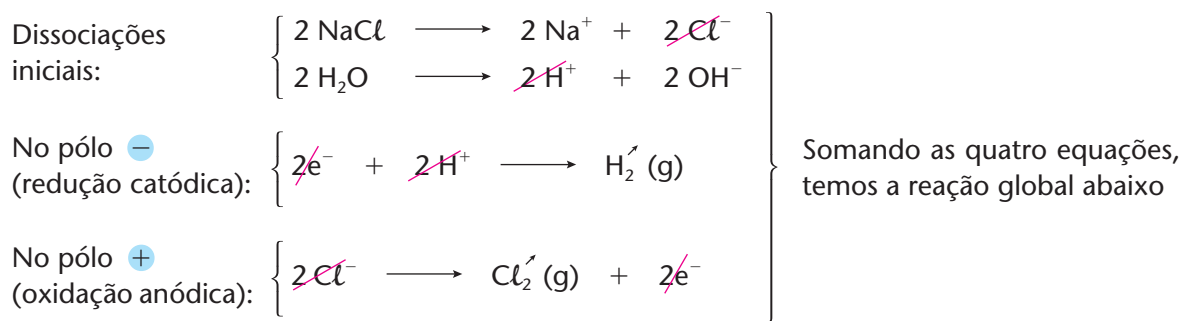 Dissociações
iniciais:
2 NaCℓ ⟶ 2 Na⁺ + 2 Cℓ⁻
2 H₂O ⟶ 2 H⁺ + 2 OH⁻
No pólo −
(redução catódica):
2e⁻ + 2 H⁺ ⟶ H₂↗ (g)
No pólo +
(oxidação anódica):
2 Cℓ⁻ ⟶ Cℓ₂↗ (g) + 2e⁻
Somando as quatro equações,
temos a reação global abaixo